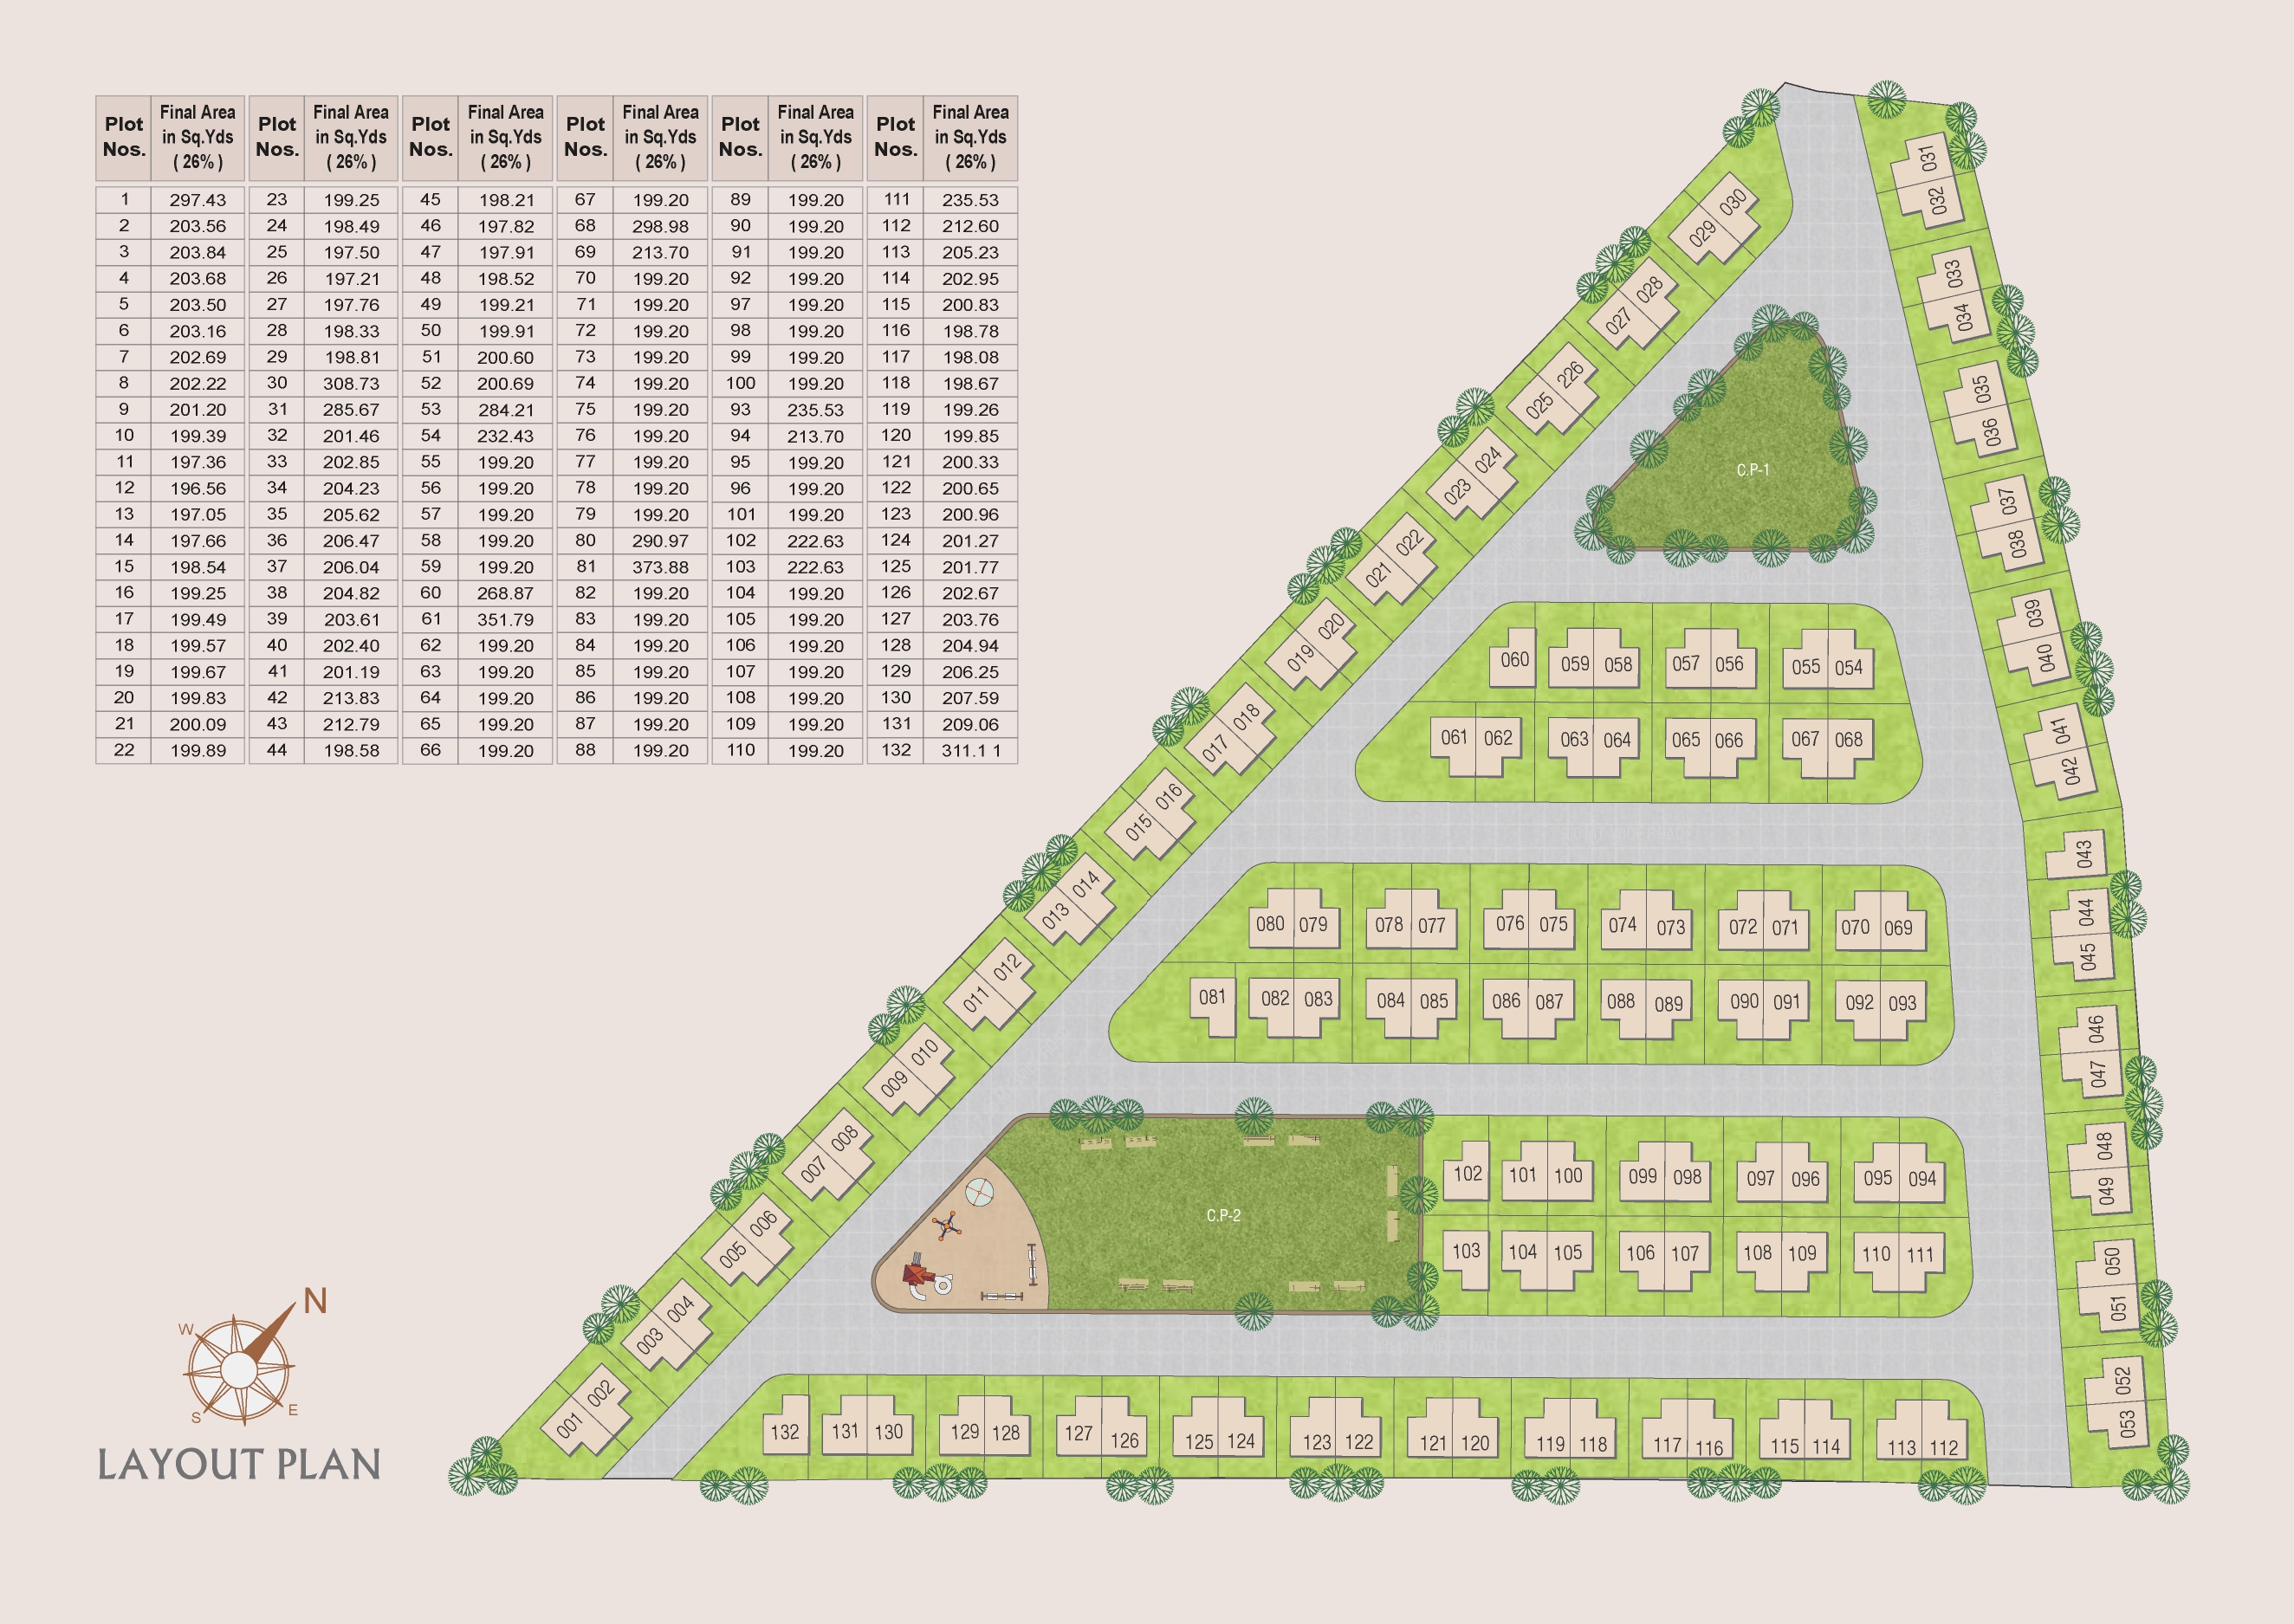 Plot Nos. Final Area in Sq.Yds ( 26% ) Plot Nos. Final Area in Sq.Yds ( 26% ) Plot Nos. Final Area in Sq.Yds ( 26% ) Plot Nos. Final Area in Sq.Yds ( 26% ) Plot Nos. Final Area in Sq.Yds ( 26% ) Plot Nos. Final Area in Sq.Yds ( 26% )
1 297.43 23 199.25 45 198.21 67 199.20 89 199.20 111 235.53
2 203.56 24 198.49 46 197.82 68 298.98 90 199.20 112 212.60
3 203.84 25 197.50 47 197.91 69 213.70 91 199.20 113 205.23
4 203.68 26 197.21 48 198.52 70 199.20 92 199.20 114 202.95
5 203.50 27 197.76 49 199.21 71 199.20 97 199.20 115 200.83
6 203.16 28 198.33 50 199.91 72 199.20 98 199.20 116 198.78
7 202.69 29 198.81 51 200.60 73 199.20 99 199.20 117 198.08
8 202.22 30 308.73 52 200.69 74 199.20 100 199.20 118 198.67
9 201.20 31 285.67 53 284.21 75 199.20 93 235.53 119 199.26
10 199.39 32 201.46 54 232.43 76 199.20 94 213.70 120 199.85
11 197.36 33 202.85 55 199.20 77 199.20 95 199.20 121 200.33
12 196.56 34 204.23 56 199.20 78 199.20 96 199.20 122 200.65
13 197.05 35 205.62 57 199.20 79 199.20 101 199.20 123 200.96
14 197.66 36 206.47 58 199.20 80 290.97 102 222.63 124 201.27
15 198.54 37 206.04 59 199.20 81 373.88 103 222.63 125 201.77
16 199.25 38 204.82 60 268.87 82 199.20 104 199.20 126 202.67
17 199.49 39 203.61 61 351.79 83 199.20 105 199.20 127 203.76
18 199.57 40 202.40 62 199.20 84 199.20 106 199.20 128 204.94
19 199.67 41 201.19 63 199.20 85 199.20 107 199.20 129 206.25
20 199.83 42 213.83 64 199.20 86 199.20 108 199.20 130 207.59
21 200.09 43 212.79 65 199.20 87 199.20 109 199.20 131 209.06
22 199.89 44 198.58 66 199.20 88 199.20 110 199.20 132 311.1 1
031
032
033
034
035
036
037
038
039
040
041
042
043
044
045
046
047
048
049
050
051
052
053
029 030
027 028
025 226
023 024
021 022
019 020
017 018
015 016
013 014
011 012
009 010
007 008
005 006
003 004
001 002
C.P-1
060 059 058 057 056 055 054
061 062 063 064 065 066 067 068
080 079 078 077 076 075 074 073 072 071 070 069
081 082 083 084 085 086 087 088 089 090 091 092 093
C.P-2
102 101 100 099 098 097 096 095 094
103 104 105 106 107 108 109 110 111
132 131 130 129 128 127 126 125 124 123 122 121 120 119 118 117 116 115 114 113 112
N
W
S
E
LAYOUT PLAN